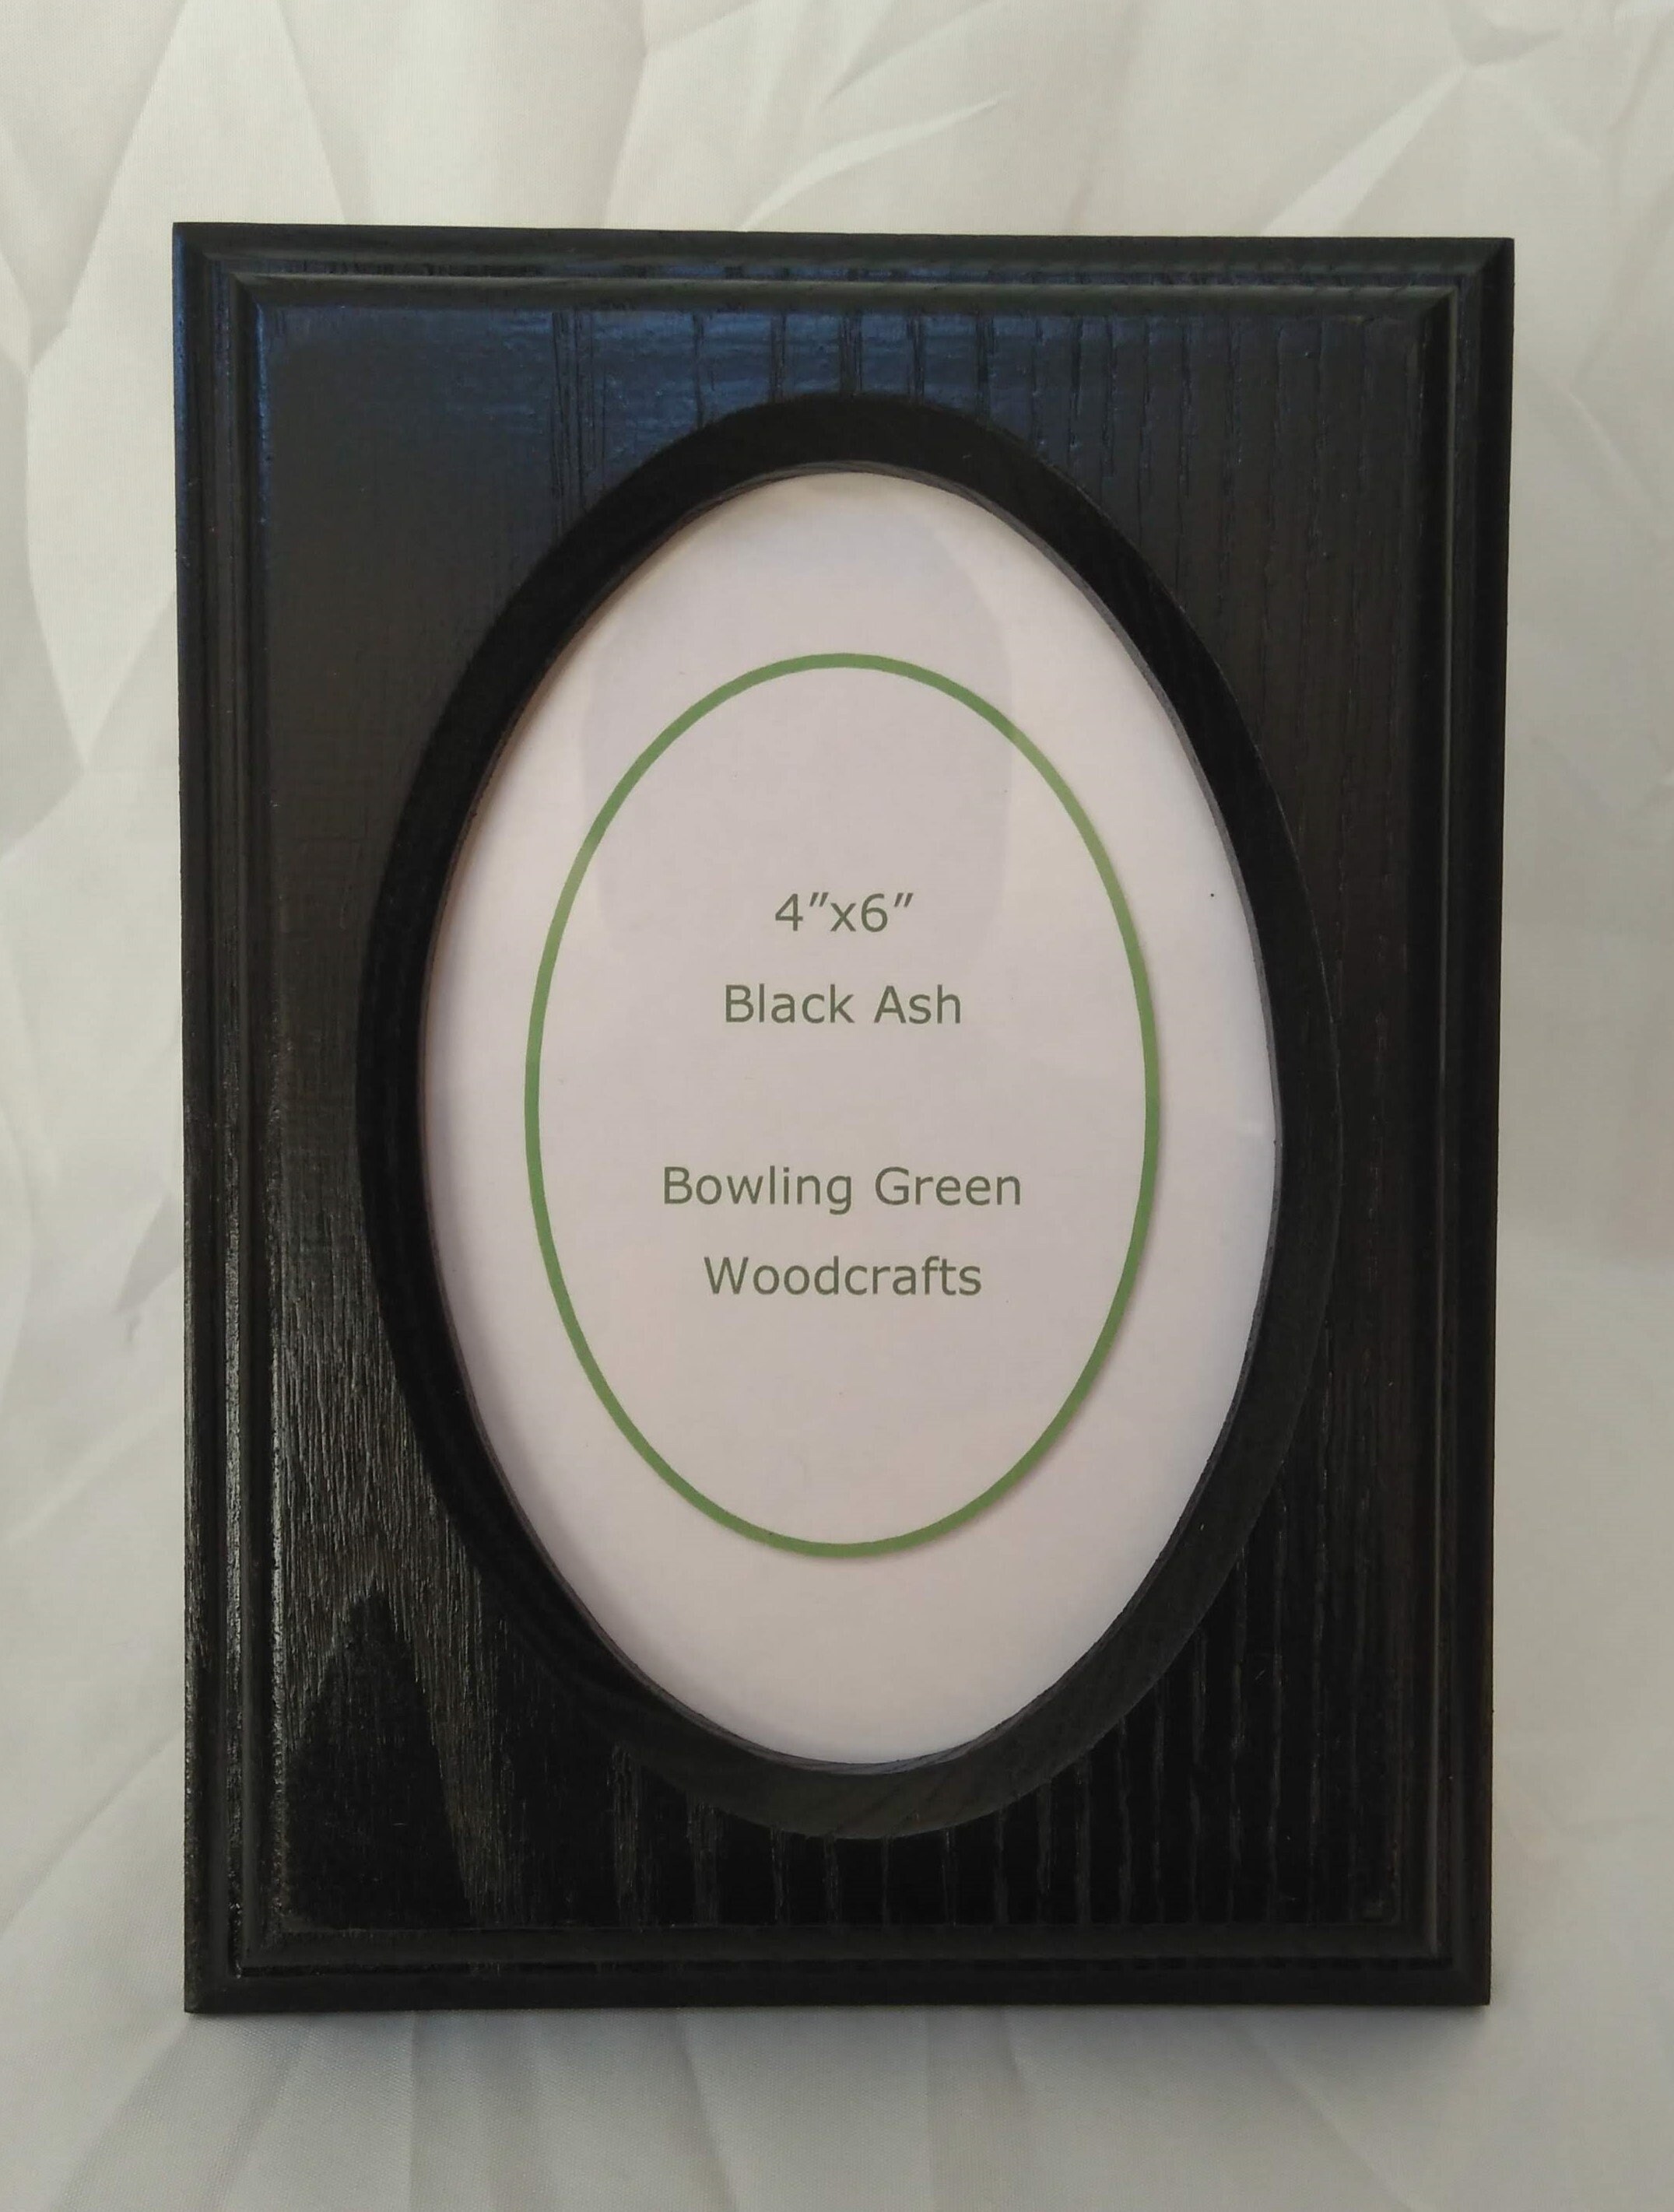 4”x6”
Black Ash
Bowling Green
Woodcrafts